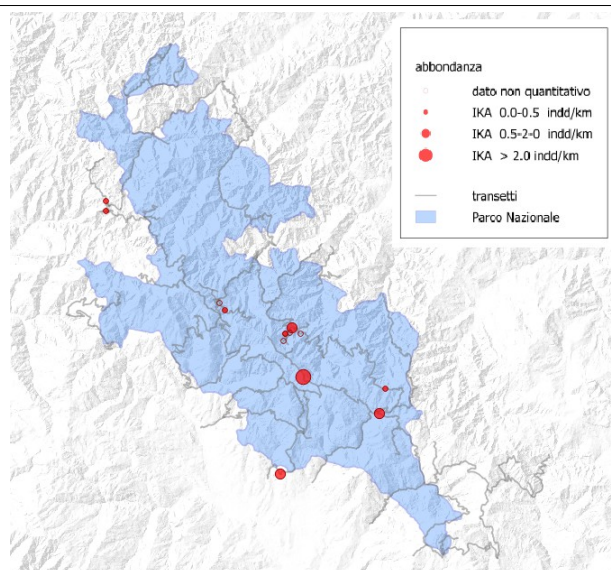 abbondanza
dato non quantitativo
IKA 0.0-0.5 indd/km
IKA 0.5-2-0 indd/km
IKA > 2.0 indd/km
transetti
Parco Nazionale